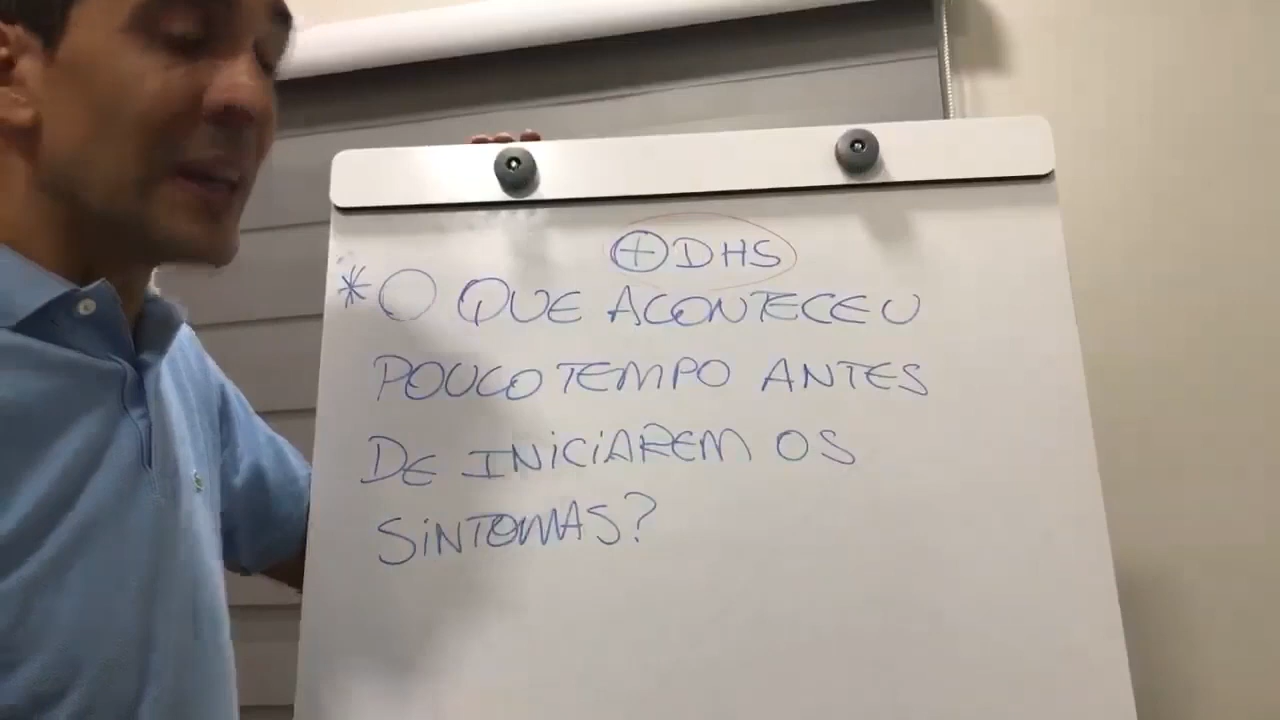 ⊕ DHS
* O QUE ACONTECEU
POUCO TEMPO ANTES
DE INICIAREM OS
SINTOMAS?